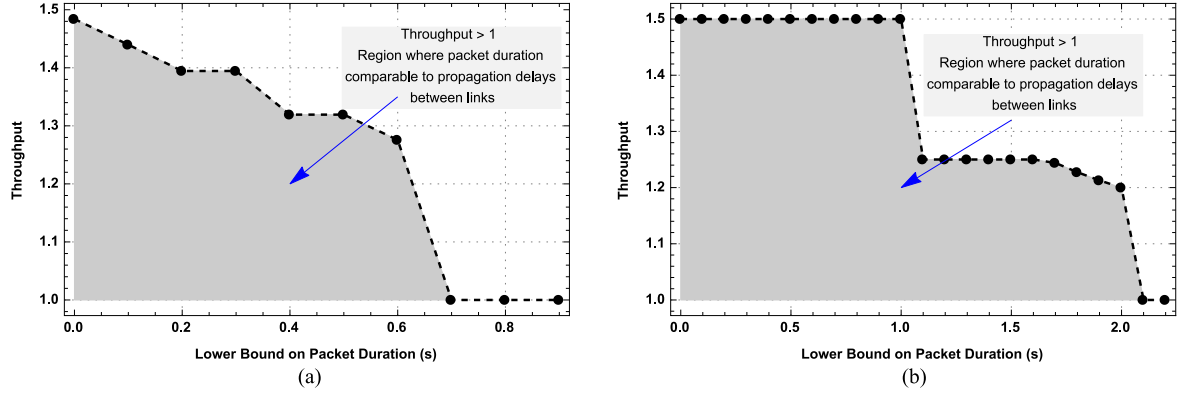 1.5
1.4
1.3
1.2
1.1
1.0
Throughput
Throughput > 1
Region where packet duration
comparable to propagation delays
between links
0.0 0.2 0.4 0.6 0.8
Lower Bound on Packet Duration (s)
(a)
1.5
1.4
1.3
1.2
1.1
1.0
Throughput
Throughput > 1
Region where packet duration
comparable to propagation delays
between links
0.0 0.5 1.0 1.5 2.0
Lower Bound on Packet Duration (s)
(b)